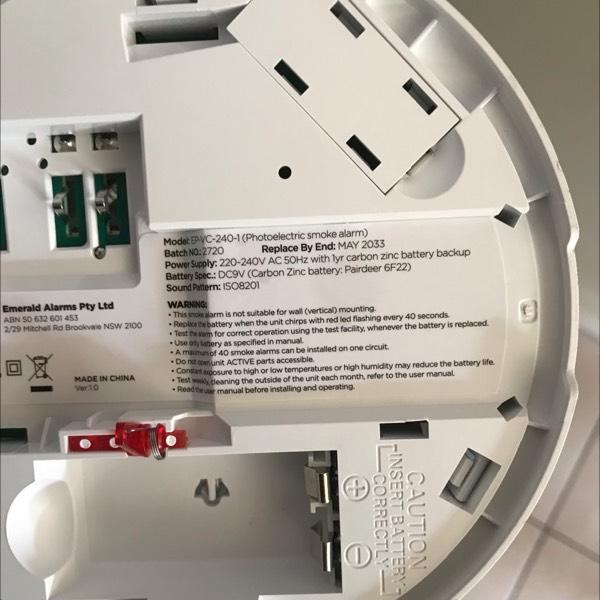 Model: EP-VC-240-1 (Photoelectric smoke alarm)
Batch NO.: 2720 Replace By End: MAY 2033
Power Supply: 220-240V AC 50Hz with 1yr carbon zinc battery backup
Battery Spec.: DC9V (Carbon Zinc battery: Pairdeer 6F22)
Sound Pattern: ISO8201
WARNING:
• This smoke alarm is not suitable for wall (vertical) mounting.
• Replace the battery when the unit chirps with red led flashing every 40 seconds.
• Test the alarm for correct operation using the test facility, whenever the battery is replaced.
• Use only battery as specified in manual.
• A maximum of 40 smoke alarms can be installed on one circuit.
• Do not open unit ACTIVE parts accessible.
• Constant exposure to high or low temperatures or high humidity may reduce the battery life.
• Test weekly, cleaning the outside of the unit each month, refer to the user manual.
• Read the user manual before installing and operating.
Emerald Alarms Pty Ltd
ABN 50 632 601 453
2/29 Mitchell Rd Brookvale NSW 2100
MADE IN CHINA
Ver:1.0
CAUTION
INSERT BATTERY
CORRECTLY
+
−